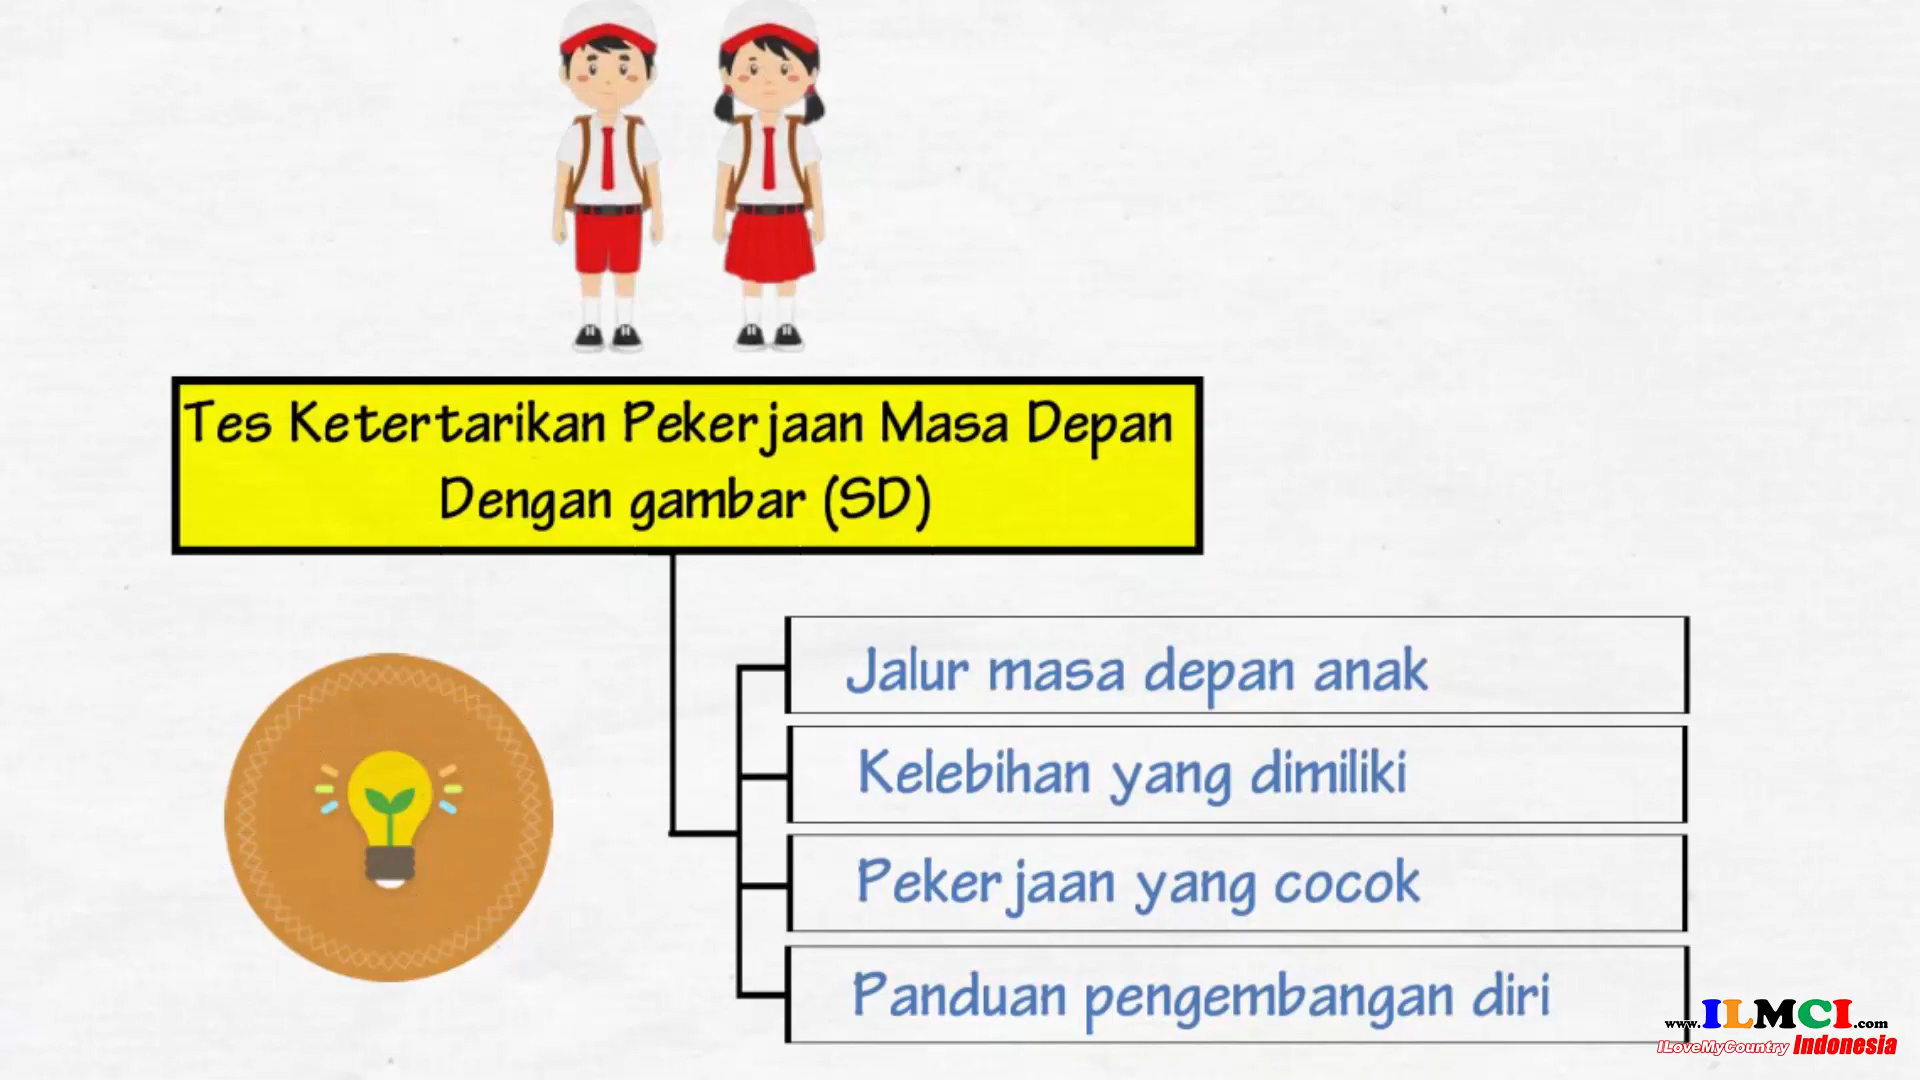 Tes Ketertarikan Pekerjaan Masa Depan
Dengan gambar (SD)
Jalur masa depan anak
Kelebihan yang dimiliki
Pekerjaan yang cocok
Panduan pengembangan diri
www.ILMCI.com
ILoveMyCountry Indonesia